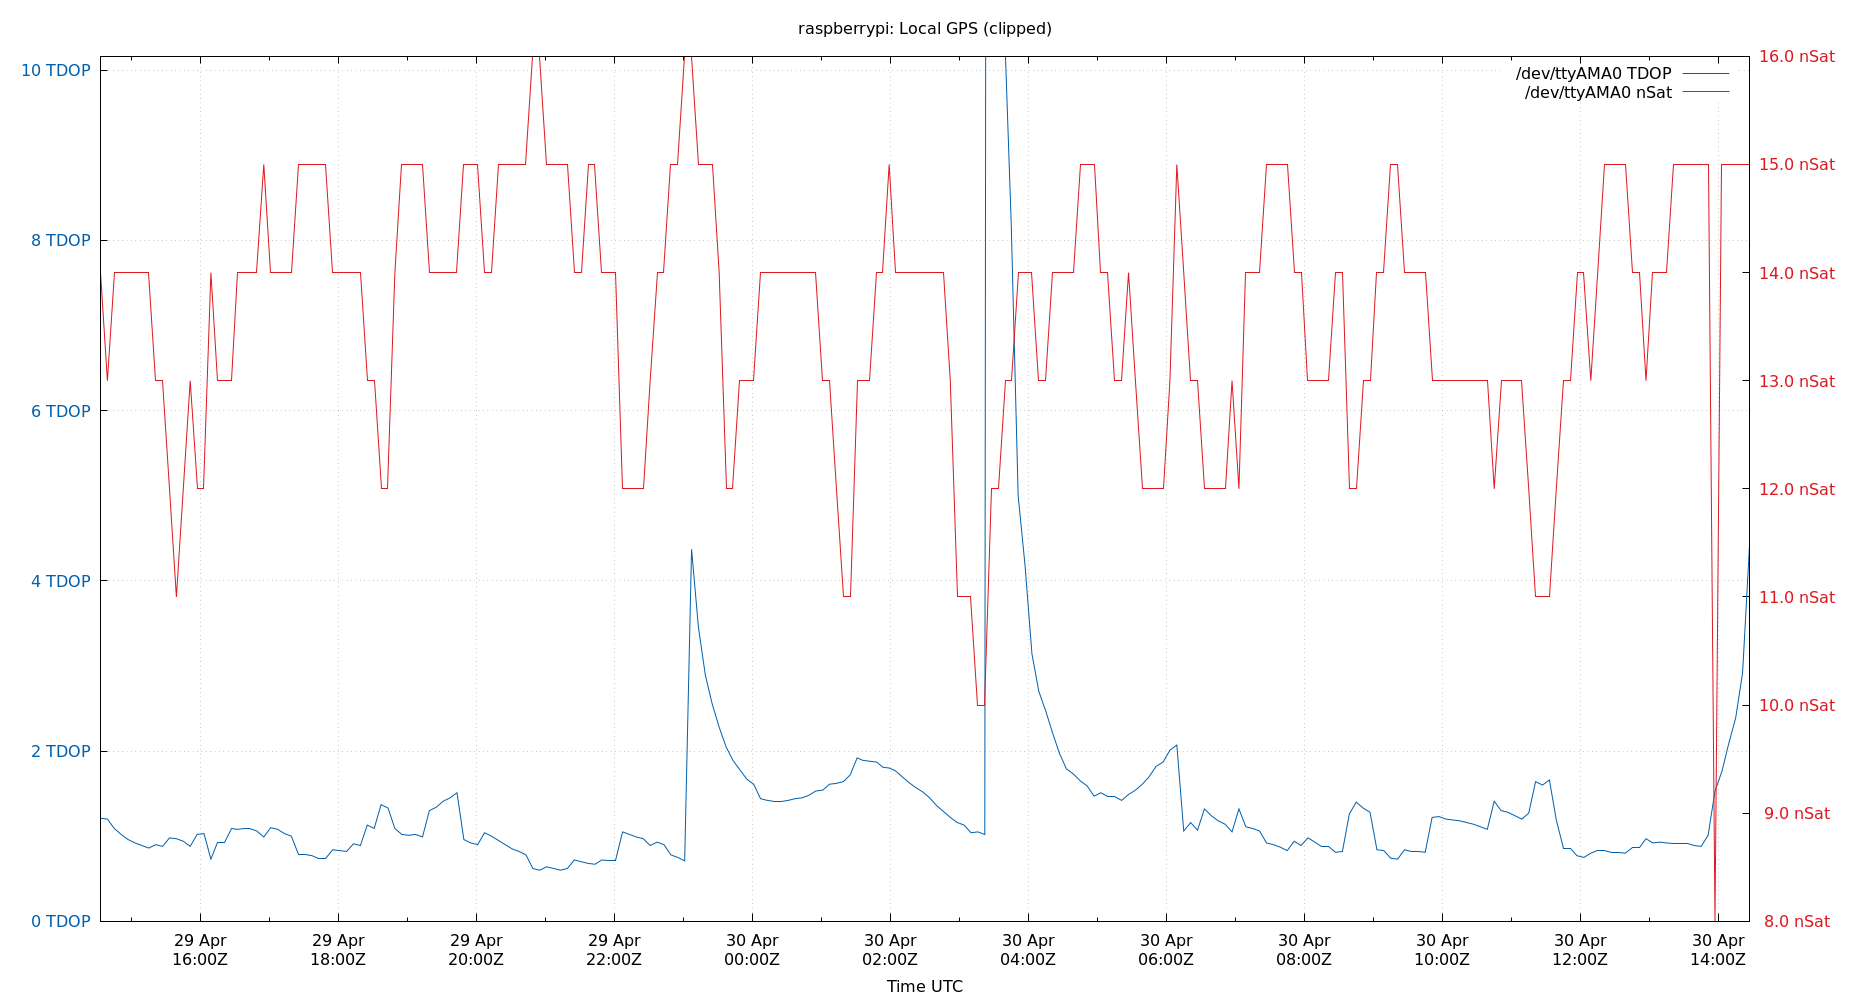 raspberrypi: Local GPS (clipped)
/dev/ttyAMA0 TDOP
/dev/ttyAMA0 nSat
10 TDOP
8 TDOP
6 TDOP
4 TDOP
2 TDOP
0 TDOP
16.0 nSat
15.0 nSat
14.0 nSat
13.0 nSat
12.0 nSat
11.0 nSat
10.0 nSat
9.0 nSat
8.0 nSat
29 Apr 29 Apr 29 Apr 29 Apr 30 Apr 30 Apr 30 Apr 30 Apr 30 Apr 30 Apr 30 Apr 30 Apr
16:00Z 18:00Z 20:00Z 22:00Z 00:00Z 02:00Z 04:00Z 06:00Z 08:00Z 10:00Z 12:00Z 14:00Z
Time UTC